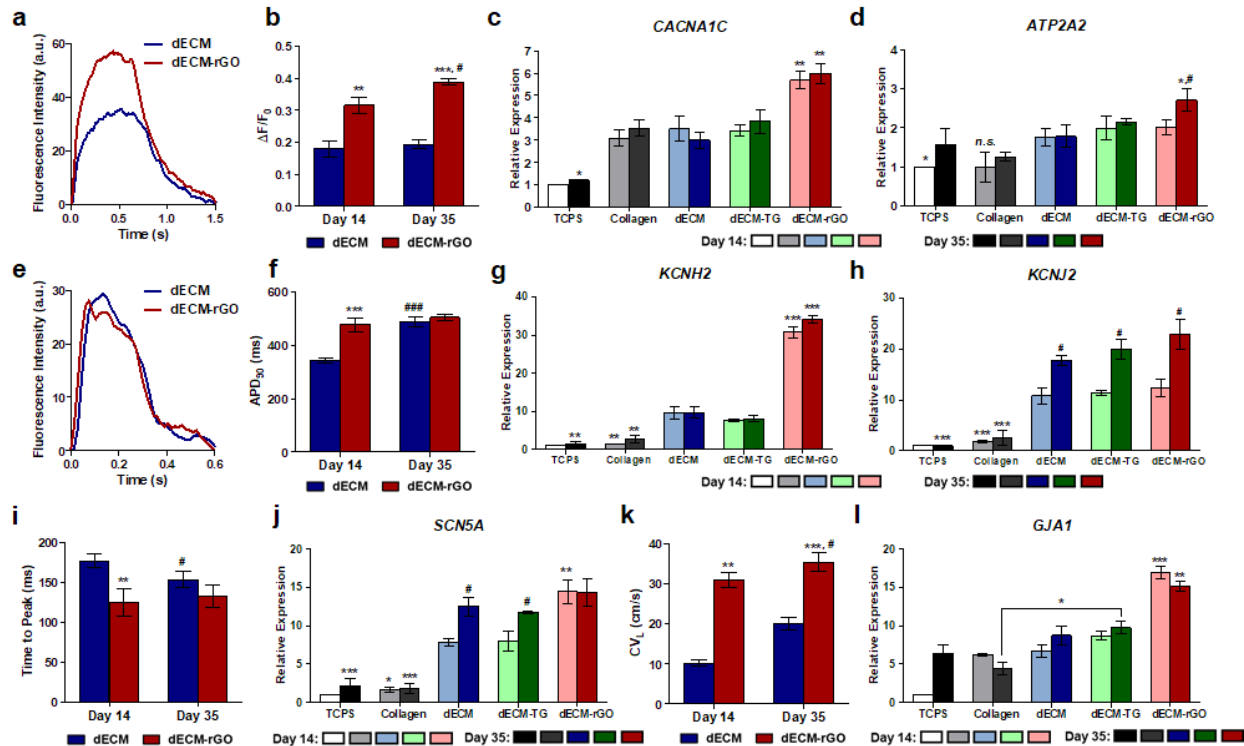 a
dECM
dECM-rGO
Fluorescence Intensity (a.u.)
60
40
20
0
0.0 0.5 1.0 1.5
Time (s)
b
ΔF/F0
0.4
0.3
0.2
0.1
0.0
**
***, #
Day 14 Day 35
dECM dECM-rGO
c
CACNA1C
Relative Expression
7
6
5
4
3
2
1
0
*
** **
TCPS Collagen dECM dECM-TG dECM-rGO
d
ATP2A2
Relative Expression
4
3
2
1
0
*
n.s.
*,#
TCPS Collagen dECM dECM-TG dECM-rGO
Day 14: Day 35:
e
dECM
dECM-rGO
Fluorescence Intensity (a.u.)
30
20
10
0
0.0 0.2 0.4 0.6
Time (s)
f
APD90 (ms)
600
400
200
0
***
###
Day 14 Day 35
dECM dECM-rGO
g
KCNH2
Relative Expression
40
30
20
10
0
**
** **
*** ***
TCPS Collagen dECM dECM-TG dECM-rGO
h
KCNJ2
Relative Expression
30
20
10
0
***
*** ***
#
#
#
TCPS Collagen dECM dECM-TG dECM-rGO
Day 14: Day 35:
i
Time to Peak (ms)
200
150
100
50
0
**
#
Day 14 Day 35
dECM dECM-rGO
j
SCN5A
Relative Expression
20
15
10
5
0
***
* ***
#
#
**
TCPS Collagen dECM dECM-TG dECM-rGO
Day 14: Day 35:
k
CVL (cm/s)
40
30
20
10
0
**
***, #
Day 14 Day 35
dECM dECM-rGO
l
GJA1
Relative Expression
20
15
10
5
0
*
*** **
TCPS Collagen dECM dECM-TG dECM-rGO
Day 14: Day 35: